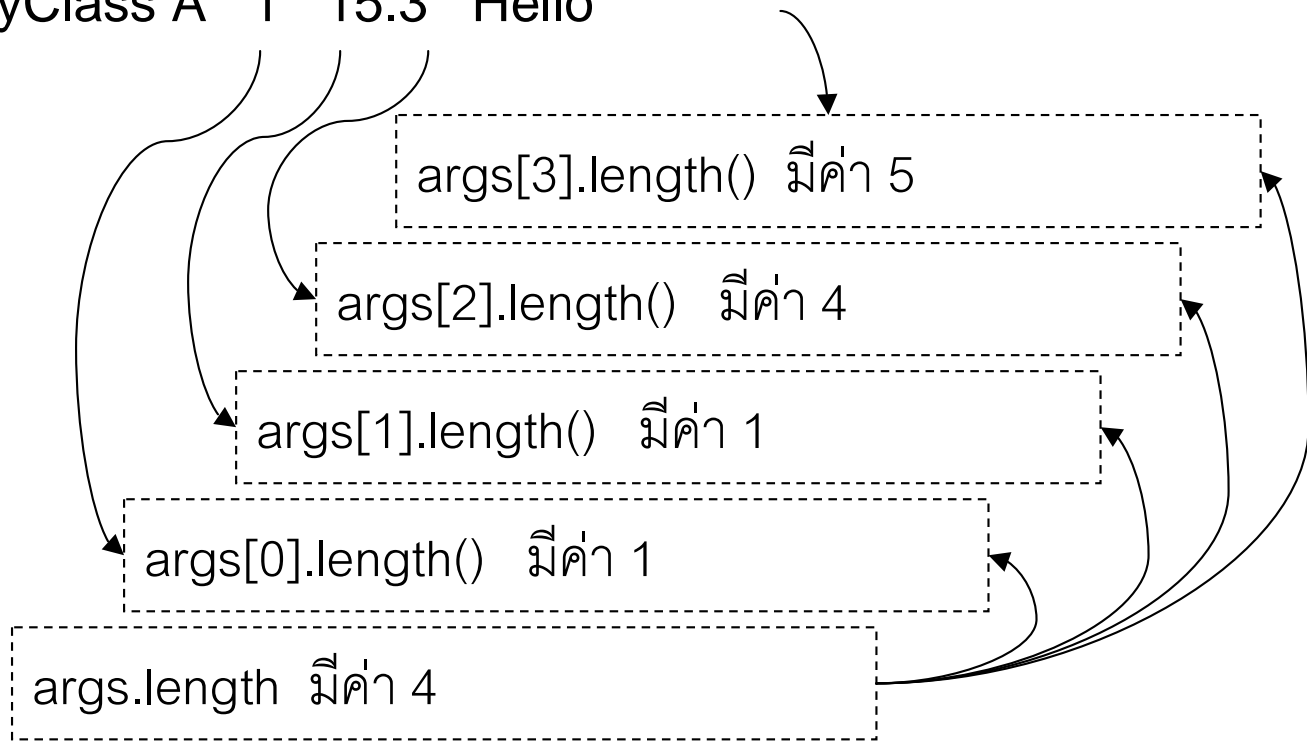 yClass A 1 15.3 Hello
args[3].length() มีค่า 5
args[2].length() มีค่า 4
args[1].length() มีค่า 1
args[0].length() มีค่า 1
args.length มีค่า 4